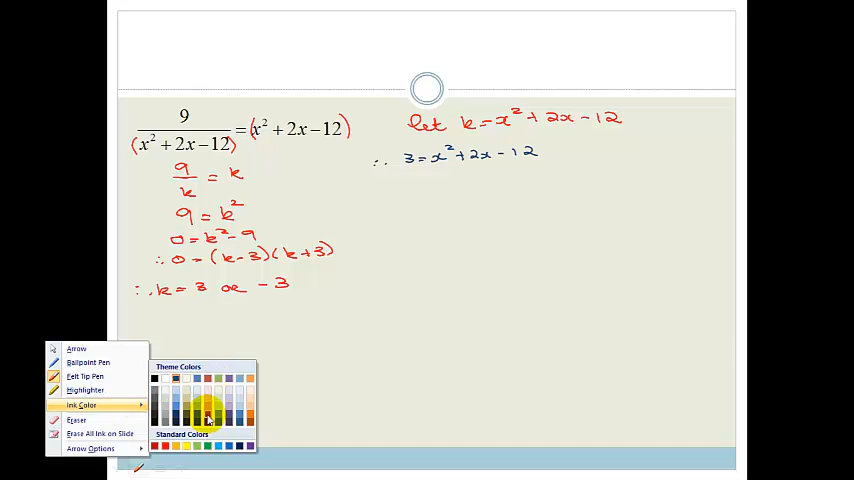 9
(x² + 2x − 12) = (x² + 2x − 12)
9
k = k
9 = k²
0 = k² − 9
∴ 0 = (k − 3)(k + 3)
∴ k = 3 or − 3
let k = x² + 2x − 12
∴ 3 = x² + 2x − 12
Arrow
Ballpoint Pen
Felt Tip Pen
Highlighter
Ink Color
Eraser
Erase All Ink on Slide
Arrow Options
Theme Colors
Standard Colors